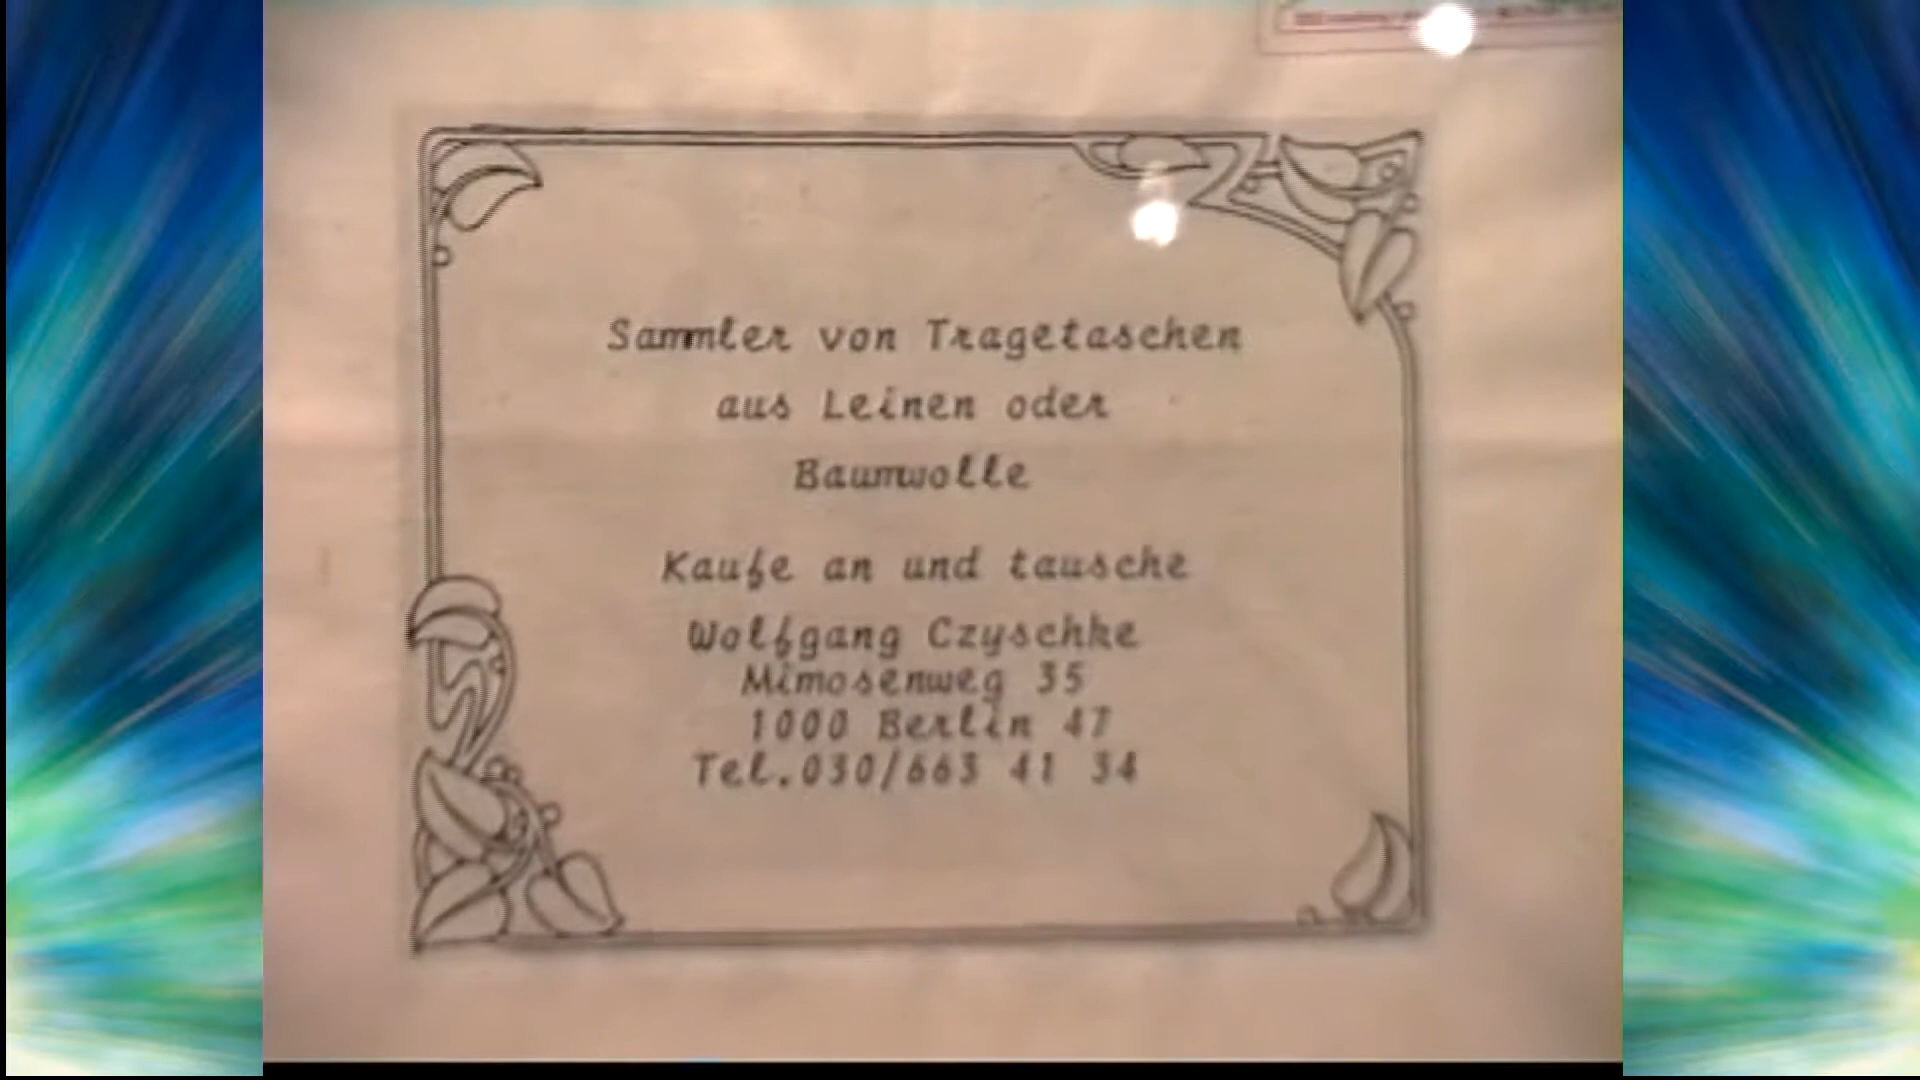 Sammler von Tragetaschen
aus Leinen oder
Baumwolle
Kaufe an und tausche
Wolfgang Czyschke
Mimosenweg 35
1000 Berlin 47
Tel.030/663 41 34